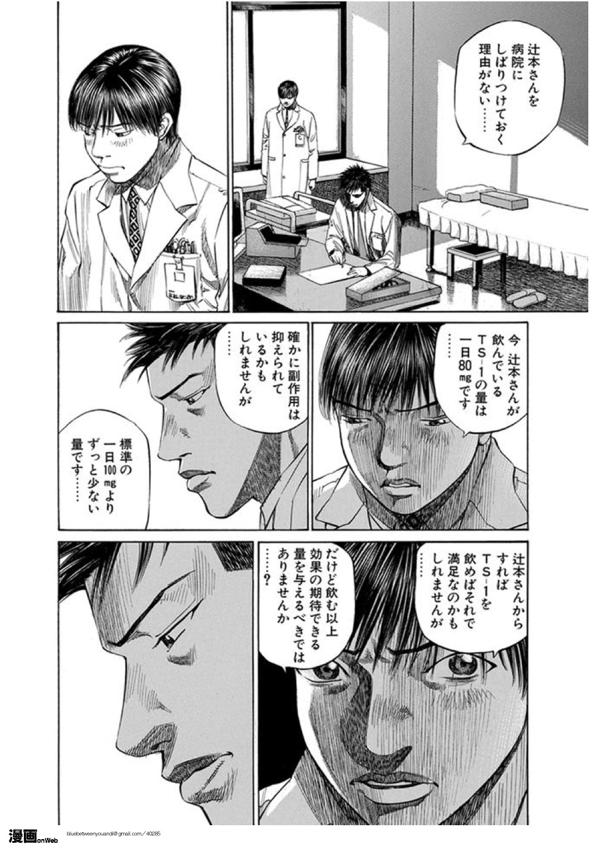 辻本さんを
病院に
しばりつけておく
理由がない……
今 辻本さんが
飲んでいる
TS-1の量は
一日80mgです
……
確かに副作用は
抑えられて
いるかも
しれませんが
……
標準の
一日100mgより
ずっと少ない
量です……
辻本さんから
すれば
TS-1を
飲めばそれで
満足なのかも
しれませんが
……
だけど飲む以上
効果の期待できる
量を与えるべきでは
ありませんか
……?
漫画onWeb
bluebetweenyouandi@gmail.com/40285